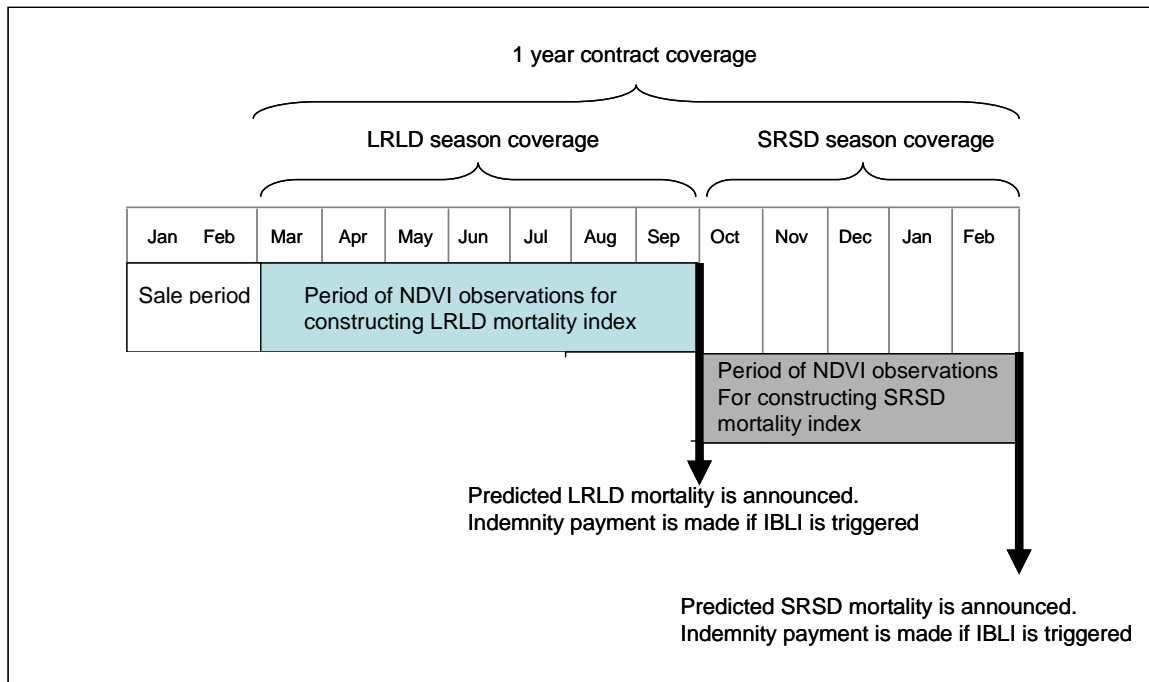 1 year contract coverage
LRLD season coverage
SRSD season coverage
Jan Feb Mar Apr May Jun Jul Aug Sep Oct Nov Dec Jan Feb
Sale period
Period of NDVI observations for
constructing LRLD mortality index
Period of NDVI observations
For constructing SRSD
mortality index
Predicted LRLD mortality is announced.
Indemnity payment is made if IBLI is triggered
Predicted SRSD mortality is announced.
Indemnity payment is made if IBLI is triggered